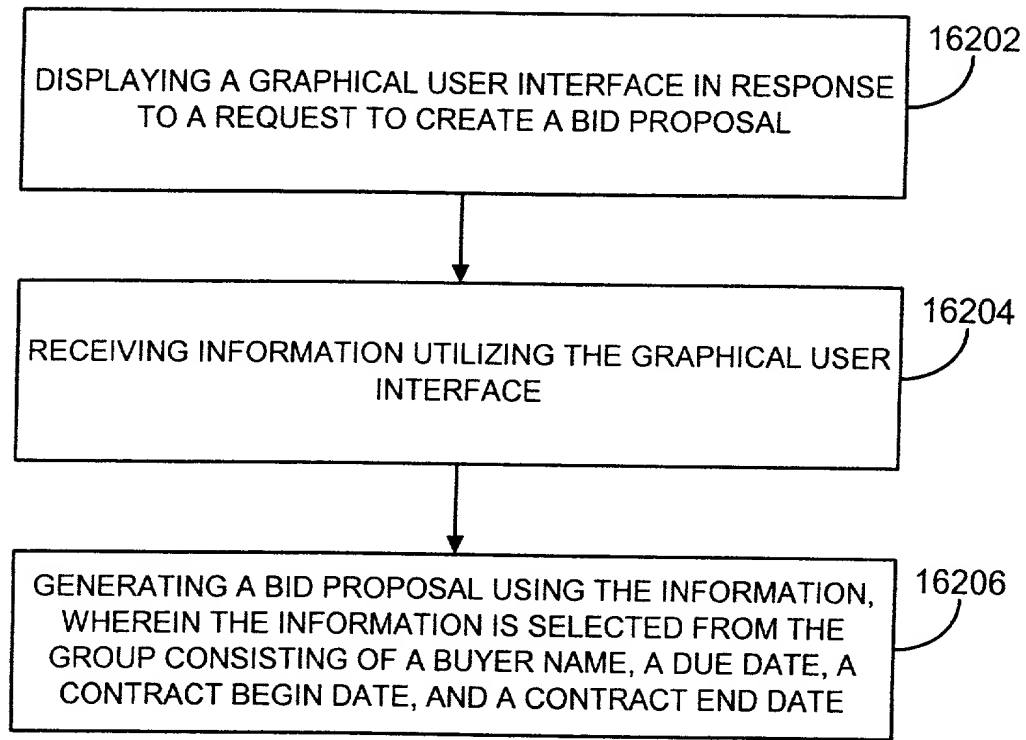 16202
DISPLAYING A GRAPHICAL USER INTERFACE IN RESPONSE
TO A REQUEST TO CREATE A BID PROPOSAL
16204
RECEIVING INFORMATION UTILIZING THE GRAPHICAL USER
INTERFACE
16206
GENERATING A BID PROPOSAL USING THE INFORMATION,
WHEREIN THE INFORMATION IS SELECTED FROM THE
GROUP CONSISTING OF A BUYER NAME, A DUE DATE, A
CONTRACT BEGIN DATE, AND A CONTRACT END DATE